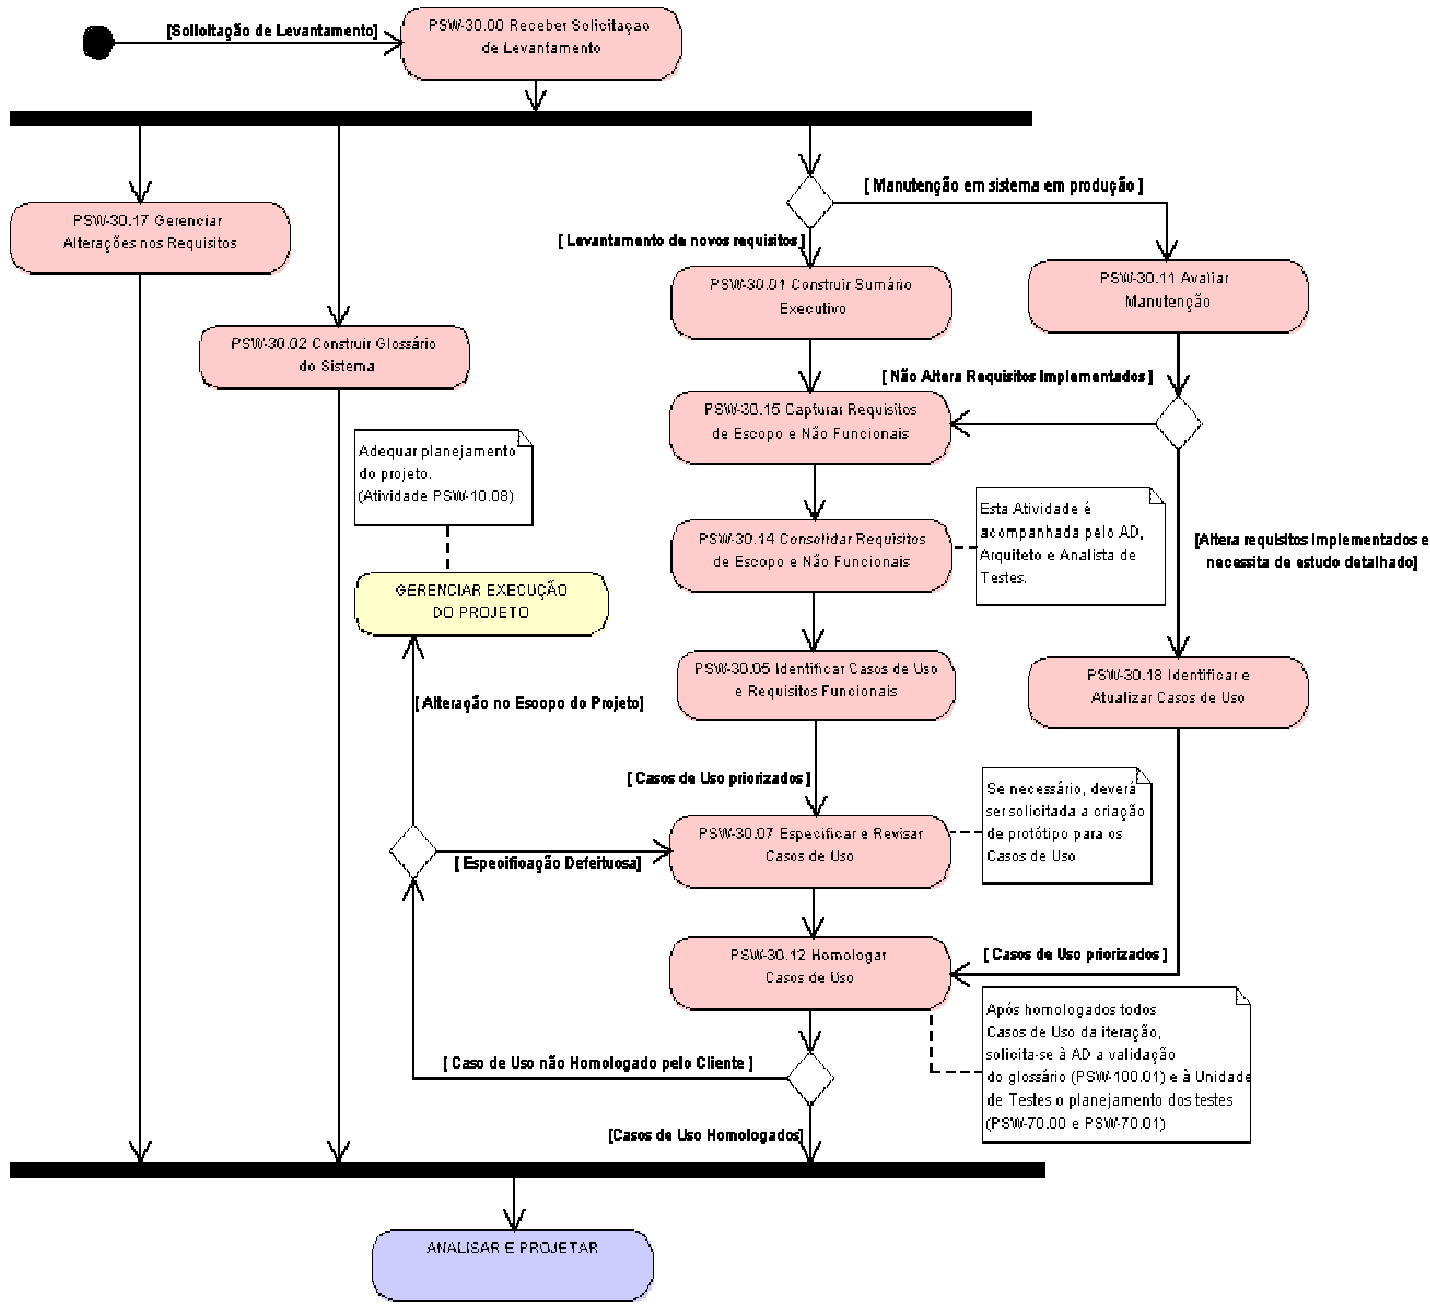 [Solicitação de Levantamento]
PSW-30.00 Receber Solicitaçao
de Levantamento
[ Manutenção em sistema em produção ]
PSW-30.17 Gerenciar
Alterações nos Requisitos
[ Levantamento de novos requisitos ]
PSW-30.01 Construir Sumário
Executivo
PSW-30.11 Avaliar
Manutenção
PSW-30.02 Construir Glossário
do Sistema
[ Não Altera Requisitos Implementados ]
PSW-30.15 Capturar Requisitos
de Escopo e Não Funcionais
Adequar planejamento
do projeto.
(Atividade PSW-10.08)
Esta Atividade é
acompanhada pelo AD,
Arquiteto e Analista de
Testes.
PSW-30.14 Consolidar Requisitos
de Escopo e Não Funcionais
[Altera requisitos implementados e
necessita de estudo detalhado]
GERENCIAR EXECUÇÃO
DO PROJETO
PSW-30.05 Identificar Casos de Uso
e Requisitos Funcionais
PSW-30.18 Identificar e
Atualizar Casos de Uso
[Alteração no Escopo do Projeto]
[ Casos de Uso priorizados ]
Se necessário, deverá
ser solicitada a criação
de protótipo para os
Casos de Uso
PSW-30.07 Especificar e Revisar
Casos de Uso
[ Especificação Defeituosa]
PSW-30.12 Homologar
Casos de Uso
[ Casos de Uso priorizados ]
Após homologados todos
Casos de Uso da iteração,
solicita-se à AD a validação
do glossário (PSW-100.01) e à Unidade
de Testes o planejamento dos testes
(PSW-70.00 e PSW-70.01)
[ Caso de Uso não Homologado pelo Cliente ]
[Casos de Uso Homologados]
ANALISAR E PROJETAR